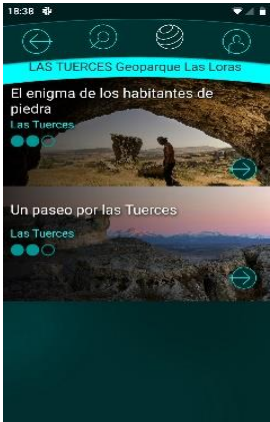 18:38
LAS TUERCES Geoparque Las Loras
El enigma de los habitantes de
piedra
Las Tuerces
Un paseo por las Tuerces
Las Tuerces